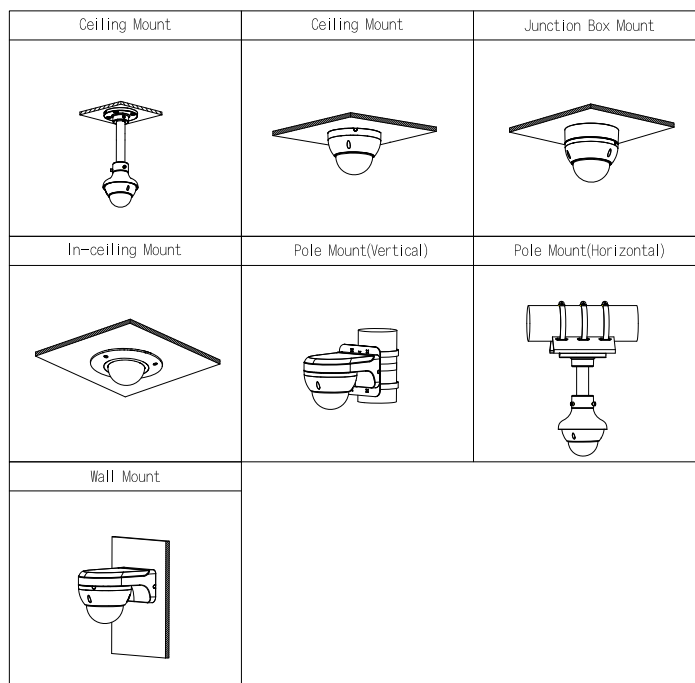 Ceiling Mount
Ceiling Mount
Junction Box Mount
In-ceiling Mount
Pole Mount(Vertical)
Pole Mount(Horizontal)
Wall Mount